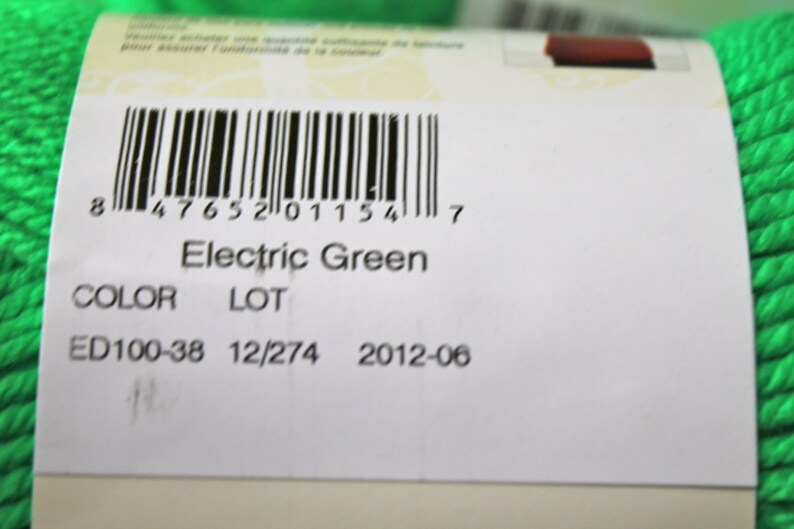 uniforme.
Veuillez acheter une quantité suffisante de teinture
pour assurer l'uniformité de la couleur.
8 47652 01154 7
Electric Green
COLOR LOT
ED100-38 12/274 2012-06